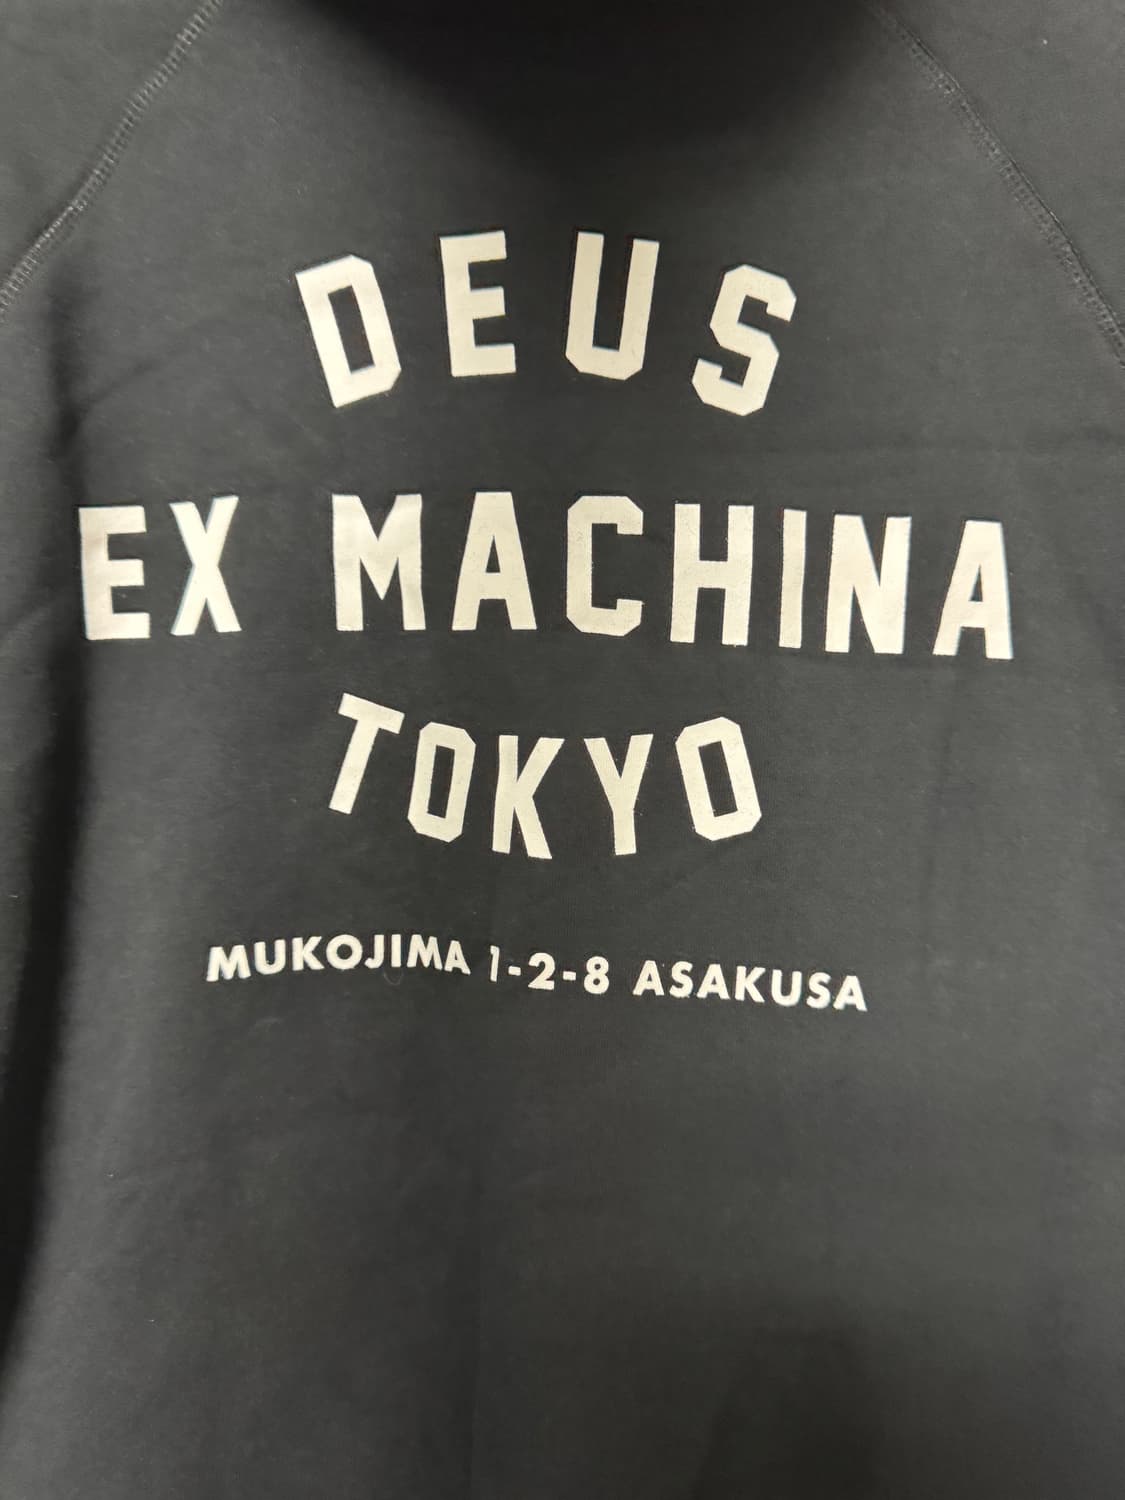 DEUS
EX MACHINA
TOKYO
MUKOJIMA 1-2-8 ASAKUSA